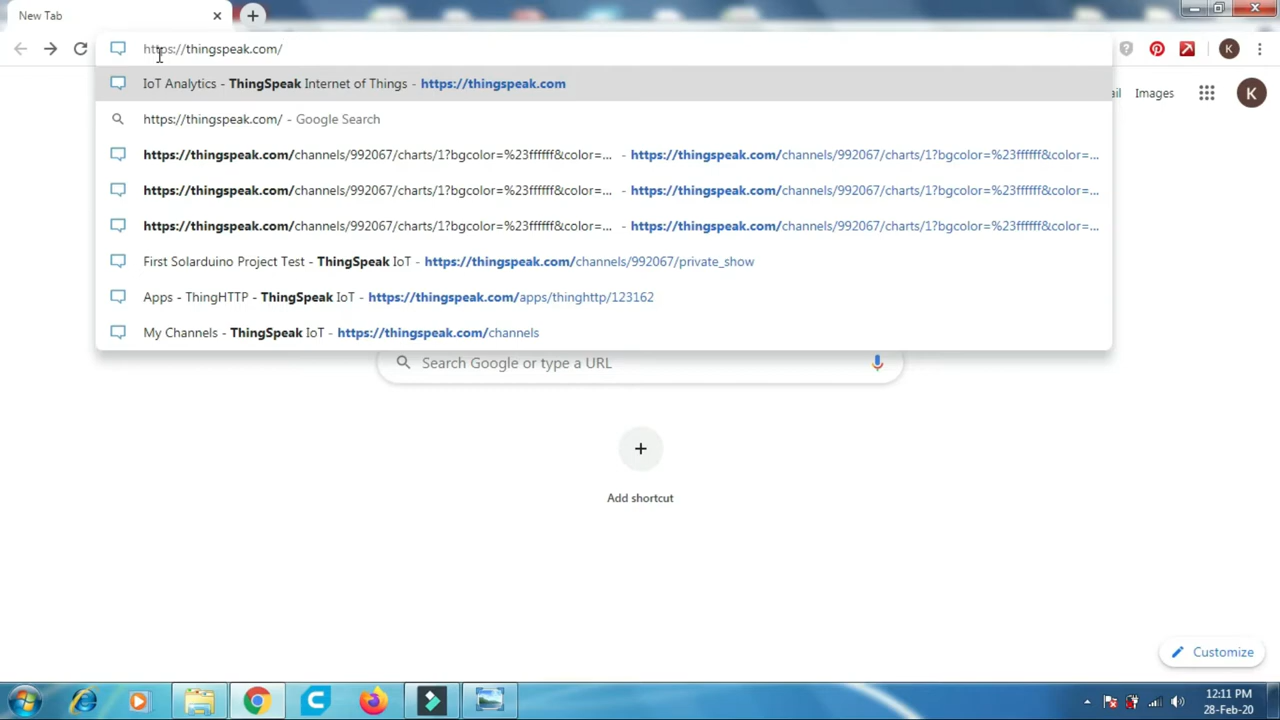 New Tab
https://thingspeak.com/
IoT Analytics - ThingSpeak Internet of Things - https://thingspeak.com
https://thingspeak.com/ - Google Search
https://thingspeak.com/channels/992067/charts/1?bgcolor=%23ffffff&color=... - https://thingspeak.com/channels/992067/charts/1?bgcolor=%23ffffff&color=...
https://thingspeak.com/channels/992067/charts/1?bgcolor=%23ffffff&color=... - https://thingspeak.com/channels/992067/charts/1?bgcolor=%23ffffff&color=...
https://thingspeak.com/channels/992067/charts/1?bgcolor=%23ffffff&color=... - https://thingspeak.com/channels/992067/charts/1?bgcolor=%23ffffff&color=...
First Solarduino Project Test - ThingSpeak IoT - https://thingspeak.com/channels/992067/private_show
Apps - ThingHTTP - ThingSpeak IoT - https://thingspeak.com/apps/thinghttp/123162
My Channels - ThingSpeak IoT - https://thingspeak.com/channels
K
ail Images K
Search Google or type a URL
Add shortcut
Customize
12:11 PM
28-Feb-20